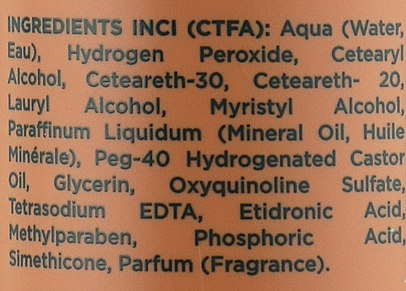 INGREDIENTS INCI (CTFA): Aqua (Water,
Eau), Hydrogen Peroxide, Cetearyl
Alcohol, Ceteareth-30, Ceteareth- 20,
Lauryl Alcohol, Myristyl Alcohol,
Paraffinum Liquidum (Mineral Oil, Huile
Minérale), Peg-40 Hydrogenated Castor
Oil, Glycerin, Oxyquinoline Sulfate,
Tetrasodium EDTA, Etidronic Acid,
Methylparaben, Phosphoric Acid,
Simethicone, Parfum (Fragrance).